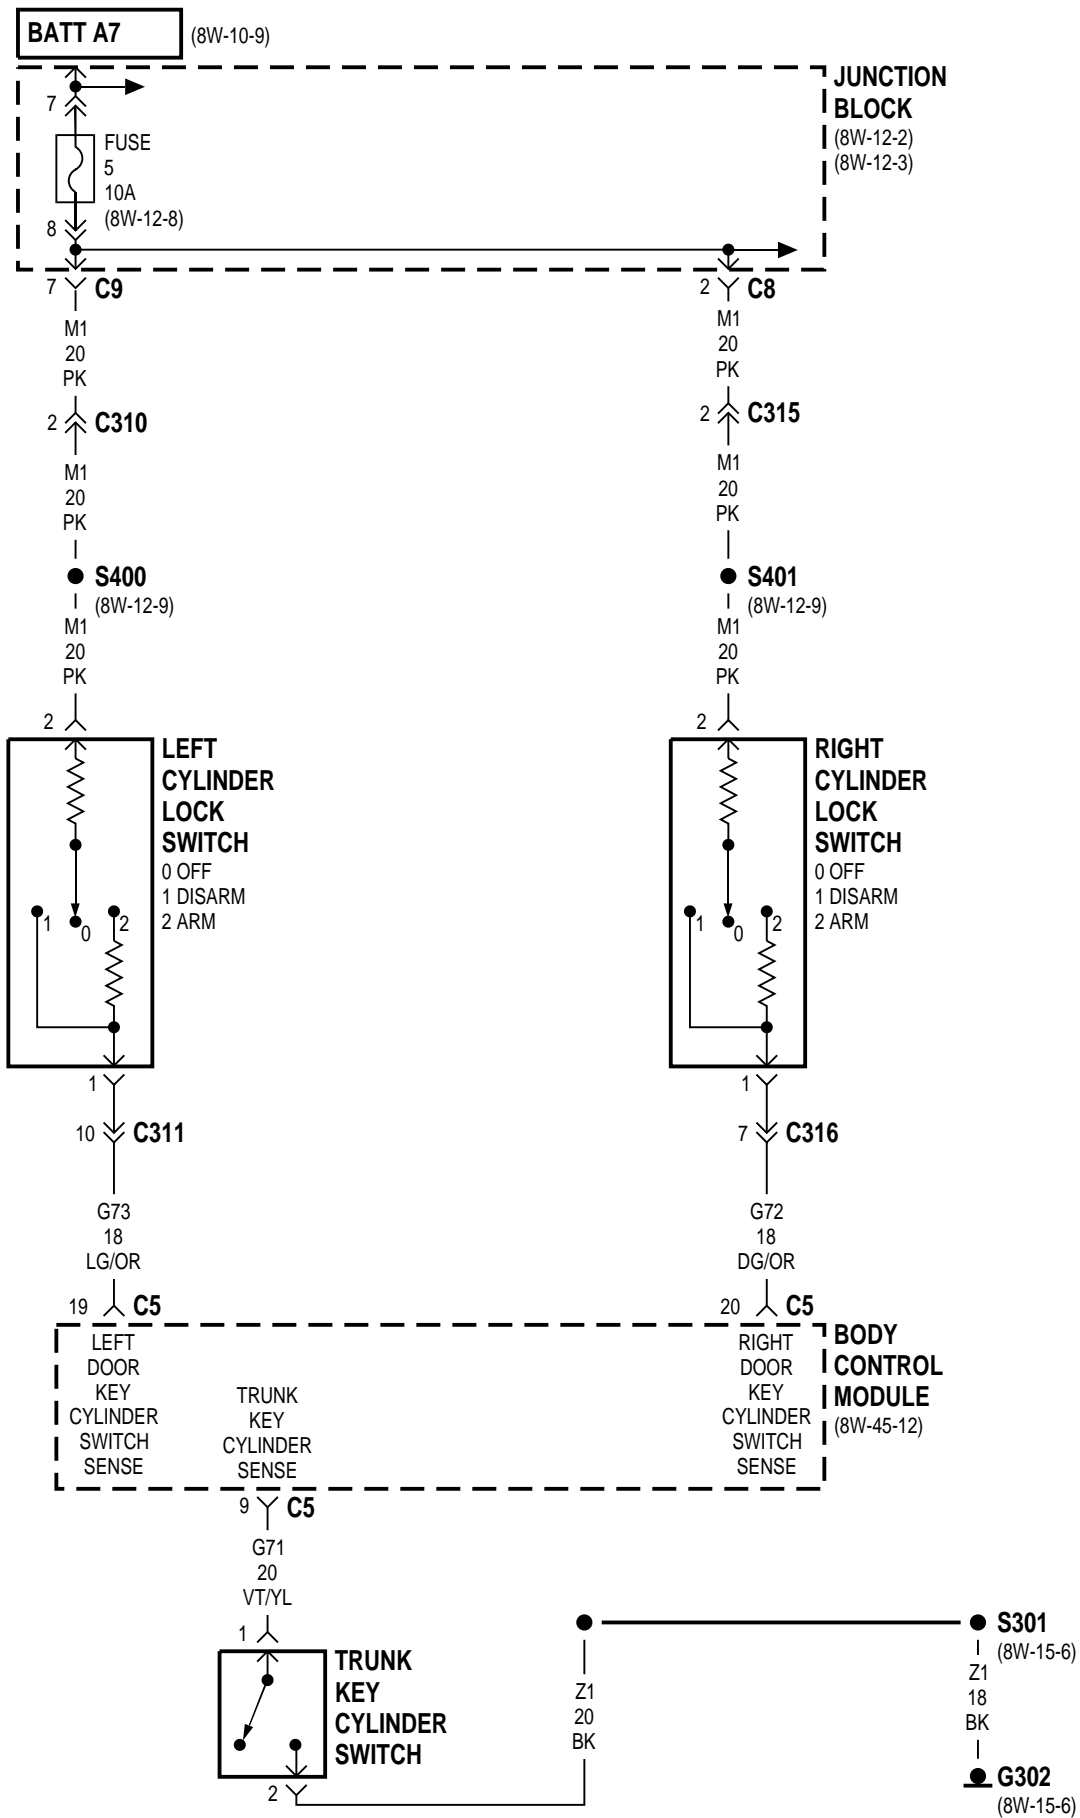 BATT A7
(8W-10-9)
JUNCTION
BLOCK
(8W-12-2)
(8W-12-3)
7
FUSE
5
10A
(8W-12-8)
8
7
C9
2
C8
M1
20
PK
M1
20
PK
2
C310
2
C315
M1
20
PK
M1
20
PK
S400
(8W-12-9)
S401
(8W-12-9)
M1
20
PK
M1
20
PK
2
2
LEFT
CYLINDER
LOCK
SWITCH
0 OFF
1 DISARM
2 ARM
1
0
2
RIGHT
CYLINDER
LOCK
SWITCH
0 OFF
1 DISARM
2 ARM
1
0
2
1
1
10
C311
7
C316
G73
18
LG/OR
G72
18
DG/OR
19
C5
20
C5
LEFT
DOOR
KEY
CYLINDER
SWITCH
SENSE
TRUNK
KEY
CYLINDER
SENSE
RIGHT
DOOR
KEY
CYLINDER
SWITCH
SENSE
BODY
CONTROL
MODULE
(8W-45-12)
9
C5
G71
20
VT/YL
1
TRUNK
KEY
CYLINDER
SWITCH
2
Z1
20
BK
S301
(8W-15-6)
Z1
18
BK
G302
(8W-15-6)